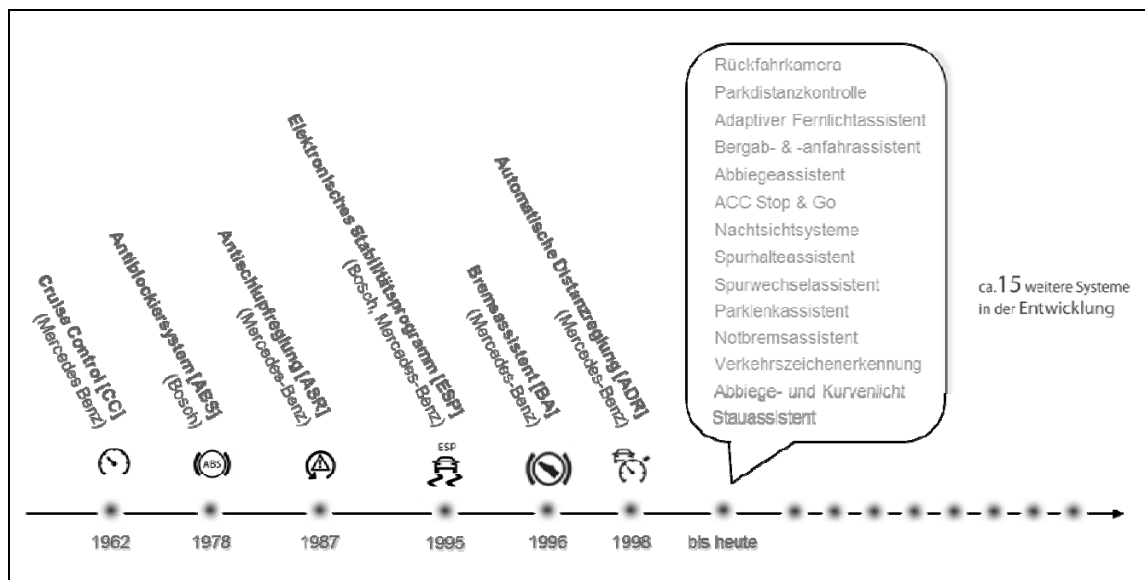 Cruise Control [CC]
(Mercedes Benz)
Antiblockiersystem [ABS]
(Bosch)
Antischlupfreglung [ASR]
(Mercedes-Benz)
Elektronisches Stabilitätsprogramm [ESP]
(Bosch, Mercedes-Benz)
Bremsassistent [BA]
(Mercedes-Benz)
Automatische Distanzreglung [ADR]
(Mercedes-Benz)
Rückfahrkamera
Parkdistanzkontrolle
Adaptiver Fernlichtassistent
Bergab- & -anfahrassistent
Abbiegeassistent
ACC Stop & Go
Nachtsichtsysteme
Spurhalteassistent
Spurwechselassistent
Parklenkassistent
Notbremsassistent
Verkehrszeichenerkennung
Abbiege- und Kurvenlicht
Stauassistent
ca.15 weitere Systeme
in der Entwicklung
ABS
ESP
1962
1978
1987
1995
1996
1998
bis heute